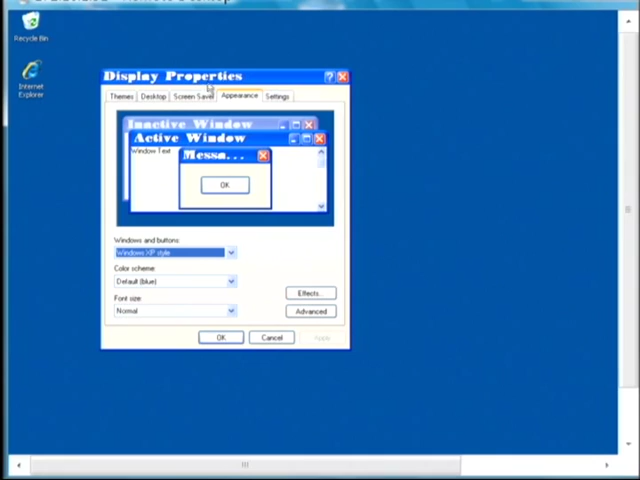 Recycle Bin
Internet
Explorer
Display Properties
Themes
Desktop
Screen Saver
Appearance
Settings
Inactive Window
Active Window
Window Text
Messa...
OK
Windows and buttons:
Windows XP style
Color scheme:
Default (blue)
Font size:
Normal
Effects...
Advanced
OK
Cancel
Apply